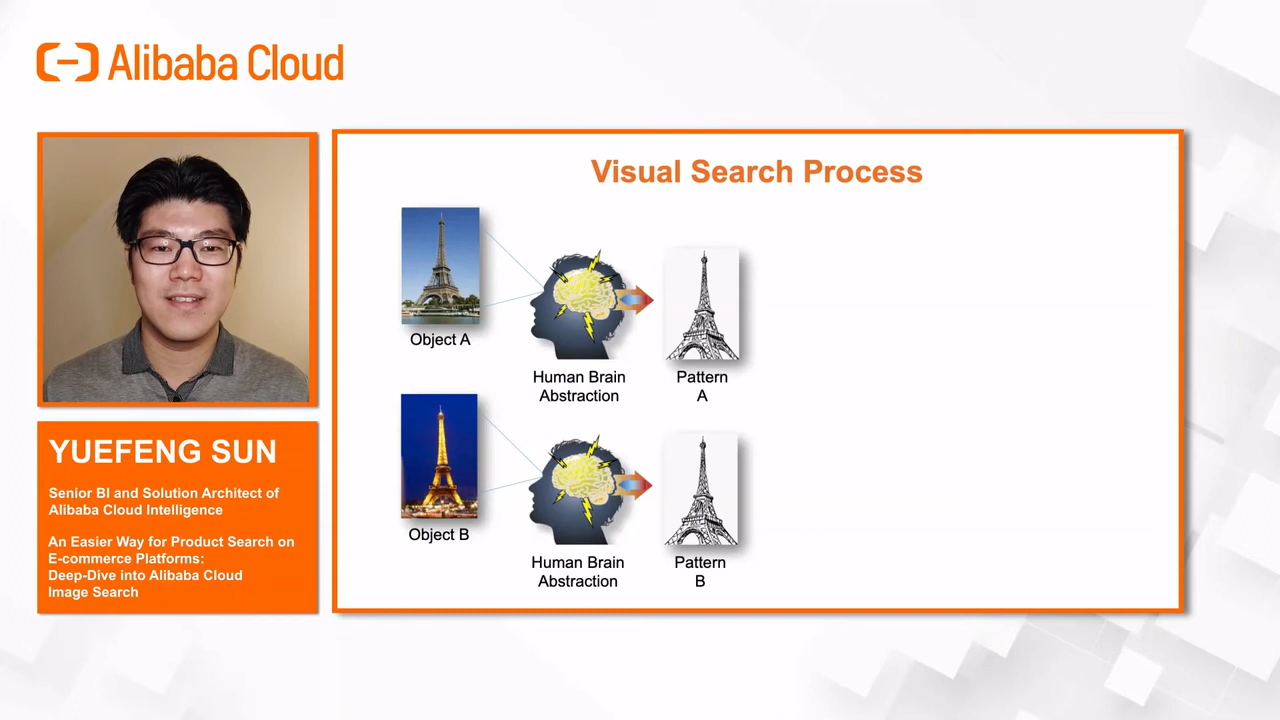 Alibaba Cloud
Visual Search Process
Object A
Human Brain
Abstraction
Pattern
A
Object B
Human Brain
Abstraction
Pattern
B
YUEFENG SUN
Senior BI and Solution Architect of
Alibaba Cloud Intelligence
An Easier Way for Product Search on
E-commerce Platforms:
Deep-Dive into Alibaba Cloud
Image Search